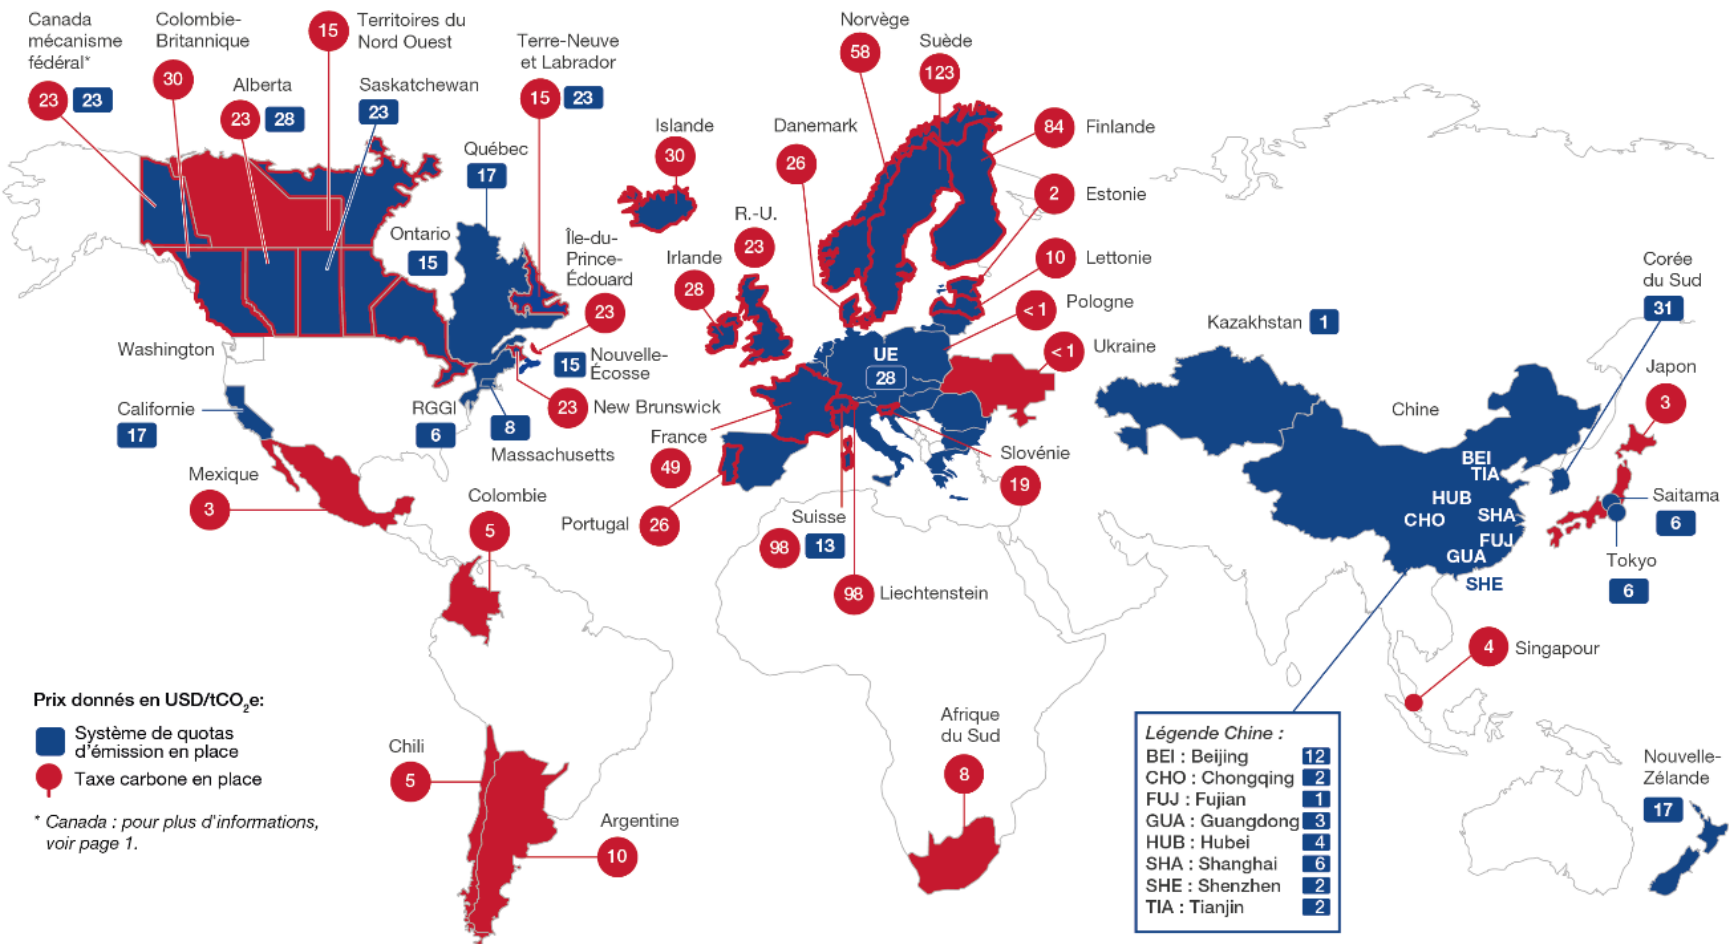 Canada
mécanisme
fédéral*
23 23
Colombie-
Britannique
30
Territoires du
Nord Ouest
15
Alberta
23 28
Saskatchewan
23
Terre-Neuve
et Labrador
15 23
Québec
17
Ontario
15
Île-du-
Prince-
Édouard
23
Nouvelle-
Écosse
15
New Brunswick
23
Washington
Californie
17
RGGI
6
8
Massachusetts
Mexique
3
Colombie
5
Chili
5
Argentine
10
Islande
30
Norvège
58
Suède
123
Danemark
26
84 Finlande
2 Estonie
10 Lettonie
Pologne
< 1
Ukraine
< 1
R.-U.
23
Irlande
28
UE
28
France
49
Portugal
26
Suisse
98 13
98 Liechtenstein
Slovénie
19
Afrique
du Sud
8
Kazakhstan 1
Chine
BEI
TIA
HUB
CHO
SHA
FUJ
GUA
SHE
Corée
du Sud
31
Japon
3
Saitama
6
Tokyo
6
4 Singapour
Nouvelle-
Zélande
17
Prix donnés en USD/tCO₂e:
Système de quotas
d'émission en place
Taxe carbone en place
* Canada : pour plus d'informations,
voir page 1.
Légende Chine :
BEI : Beijing 12
CHO : Chongqing 2
FUJ : Fujian 1
GUA : Guangdong 3
HUB : Hubei 4
SHA : Shanghai 6
SHE : Shenzhen 2
TIA : Tianjin 2